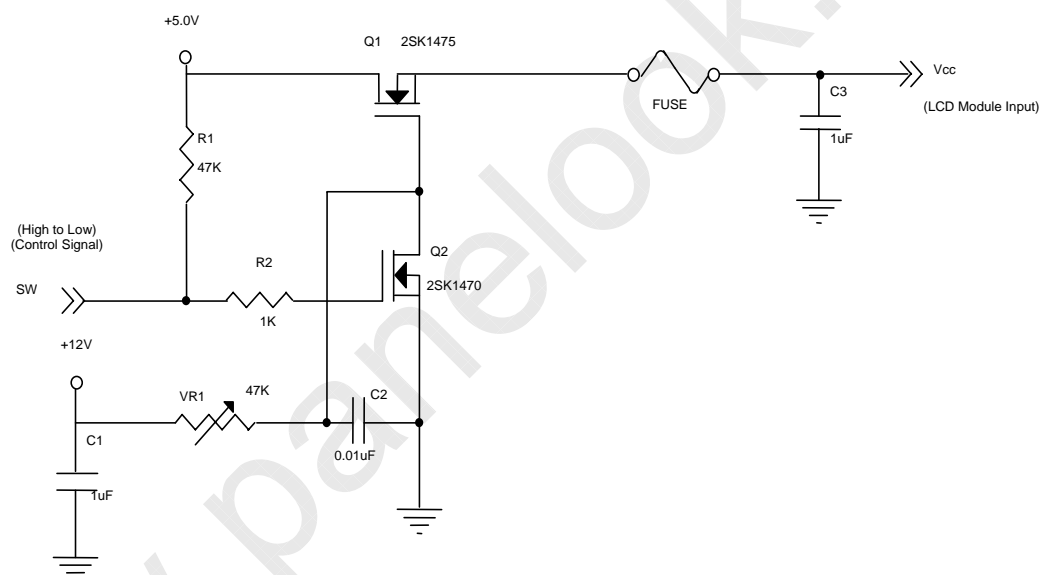 +5.0V
Q1 2SK1475
Vcc
FUSE
C3
(LCD Module Input)
R1
1uF
47K
(High to Low)
(Control Signal)
Q2
R2
2SK1470
SW
1K
+12V
VR1
47K
C2
C1
0.01uF
1uF
panelook.